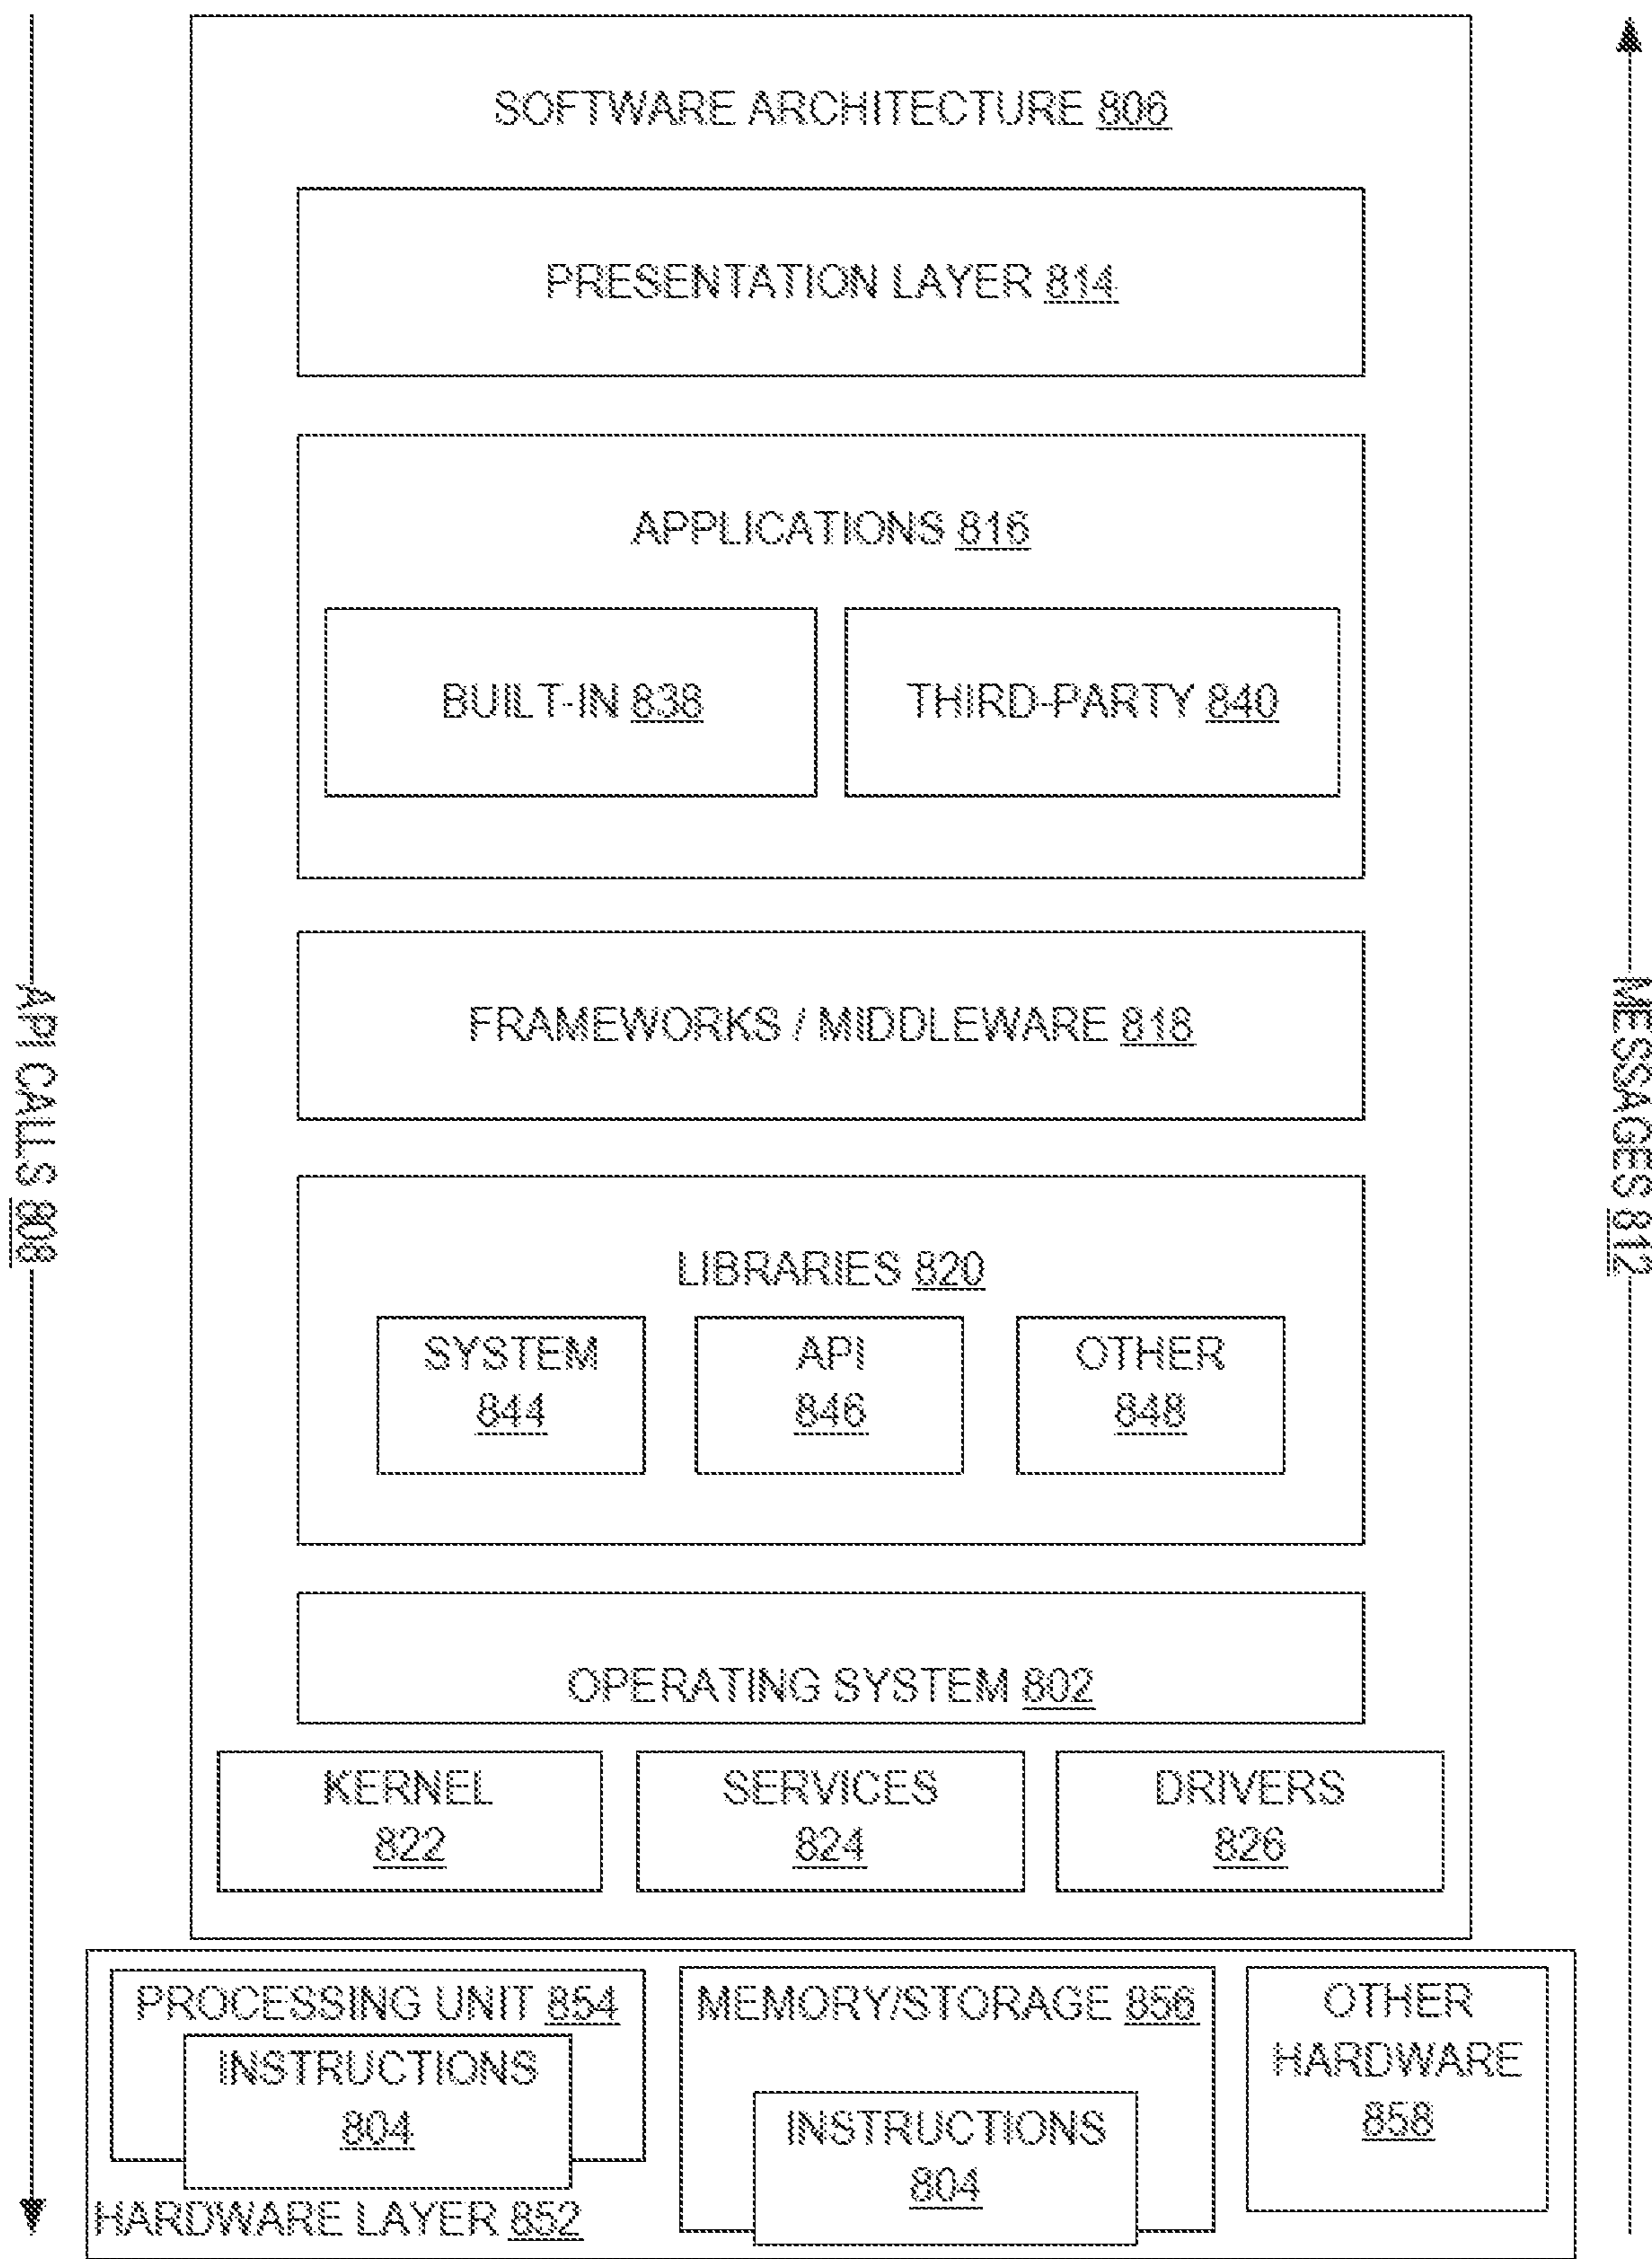 SOFTWARE ARCHITECTURE 806
PRESENTATION LAYER 814
APPLICATIONS 816
BUILT-IN 838
THIRD-PARTY 840
FRAMEWORKS / MIDDLEWARE 818
API CALLS 808
MESSAGES 812
LIBRARIES 820
SYSTEM
844
API
846
OTHER
848
OPERATING SYSTEM 802
KERNEL
822
SERVICES
824
DRIVERS
826
PROCESSING UNIT 854
INSTRUCTIONS
804
MEMORY/STORAGE 856
INSTRUCTIONS
804
OTHER
HARDWARE
858
HARDWARE LAYER 852